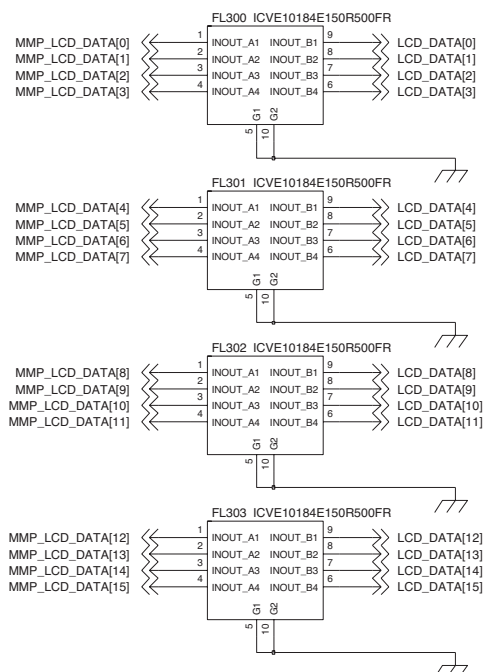 FL300 ICVE10184E150R500FR
MMP_LCD_DATA[0] 1 INOUT_A1 INOUT_B1 9 LCD_DATA[0]
MMP_LCD_DATA[1] 2 INOUT_A2 INOUT_B2 8 LCD_DATA[1]
MMP_LCD_DATA[2] 3 INOUT_A3 INOUT_B3 7 LCD_DATA[2]
MMP_LCD_DATA[3] 4 INOUT_A4 INOUT_B4 6 LCD_DATA[3]
G1 G2
5 10
FL301 ICVE10184E150R500FR
MMP_LCD_DATA[4] 1 INOUT_A1 INOUT_B1 9 LCD_DATA[4]
MMP_LCD_DATA[5] 2 INOUT_A2 INOUT_B2 8 LCD_DATA[5]
MMP_LCD_DATA[6] 3 INOUT_A3 INOUT_B3 7 LCD_DATA[6]
MMP_LCD_DATA[7] 4 INOUT_A4 INOUT_B4 6 LCD_DATA[7]
G1 G2
5 10
FL302 ICVE10184E150R500FR
MMP_LCD_DATA[8] 1 INOUT_A1 INOUT_B1 9 LCD_DATA[8]
MMP_LCD_DATA[9] 2 INOUT_A2 INOUT_B2 8 LCD_DATA[9]
MMP_LCD_DATA[10] 3 INOUT_A3 INOUT_B3 7 LCD_DATA[10]
MMP_LCD_DATA[11] 4 INOUT_A4 INOUT_B4 6 LCD_DATA[11]
G1 G2
5 10
FL303 ICVE10184E150R500FR
MMP_LCD_DATA[12] 1 INOUT_A1 INOUT_B1 9 LCD_DATA[12]
MMP_LCD_DATA[13] 2 INOUT_A2 INOUT_B2 8 LCD_DATA[13]
MMP_LCD_DATA[14] 3 INOUT_A3 INOUT_B3 7 LCD_DATA[14]
MMP_LCD_DATA[15] 4 INOUT_A4 INOUT_B4 6 LCD_DATA[15]
G1 G2
5 10